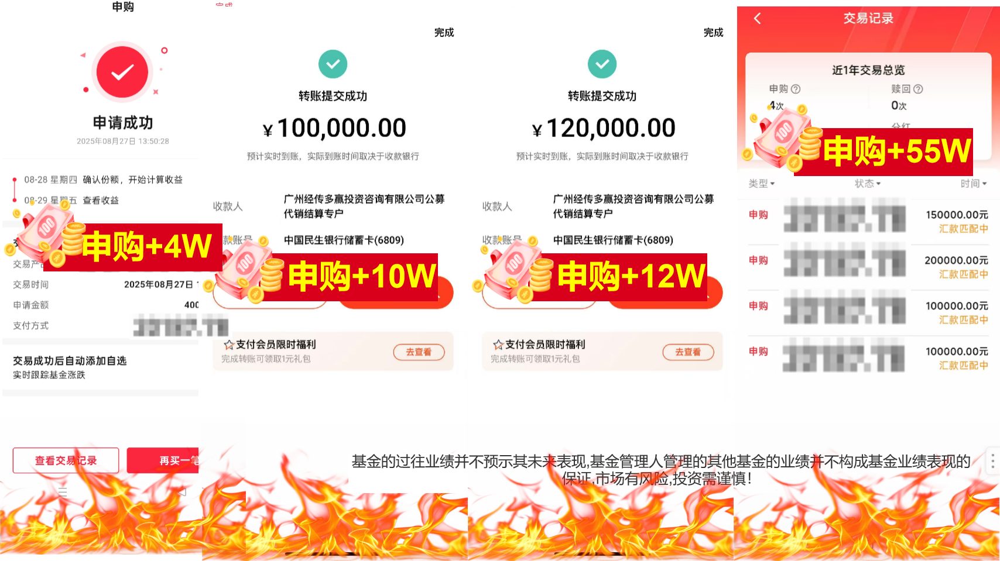 申购
申请成功
2025年08月27日 13:50:28
08-28 星期四 确认份额，开始计算收益
08-29 星期五 查看收益
100
申购+4W
交易产品
交易时间
2025年08月27日 1
申请金额
400
支付方式
交易成功后自动添加自选
实时跟踪基金涨跌
查看交易记录
再买一笔
完成
完成
转账提交成功
¥100,000.00
预计实时到账，实际到账时间取决于收款银行
收款人
广州经传多赢投资咨询有限公司公募
代销结算专户
收款账号
中国民生银行储蓄卡(6809)
100
申购+10W
支付会员限时福利
完成转账可领取1元礼包
去查看
完成
转账提交成功
¥120,000.00
预计实时到账，实际到账时间取决于收款银行
收款人
广州经传多赢投资咨询有限公司公募
代销结算专户
收款账号
中国民生银行储蓄卡(6809)
100
申购+12W
支付会员限时福利
完成转账可领取1元礼包
去查看
交易记录
近1年交易总览
申购
赎回
4次
0次
分红
100
申购+55W
类型
状态
时间
申购
150000.00元
汇款匹配中
申购
200000.00元
汇款匹配中
申购
100000.00元
汇款匹配中
申购
100000.00元
汇款匹配中
基金的过往业绩并不预示其未来表现,基金管理人管理的其他基金的业绩并不构成基金业绩表现的
保证,市场有风险,投资需谨慎!